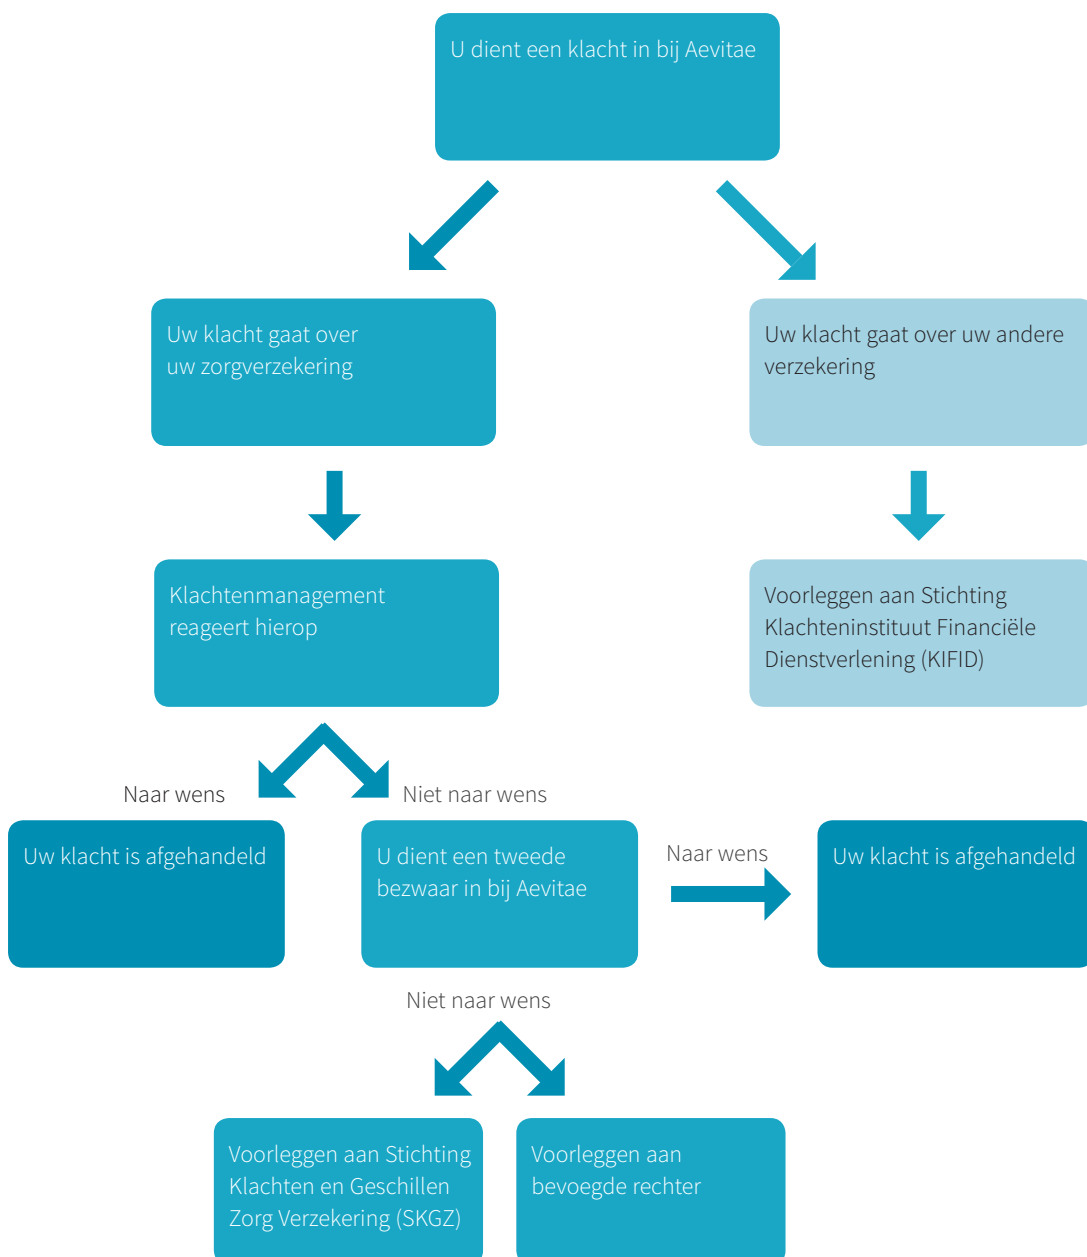 U dient een klacht in bij Aevitae
Uw klacht gaat over
uw zorgverzekering
Uw klacht gaat over uw andere
verzekering
Klachtenmanagement
reageert hierop
Voorleggen aan Stichting
Klachteninstituut Financiële
Dienstverlening (KIFID)
Naar wens
Niet naar wens
Uw klacht is afgehandeld
U dient een tweede
bezwaar in bij Aevitae
Naar wens
Uw klacht is afgehandeld
Niet naar wens
Voorleggen aan Stichting
Klachten en Geschillen
Zorg Verzekering (SKGZ)
Voorleggen aan
bevoegde rechter